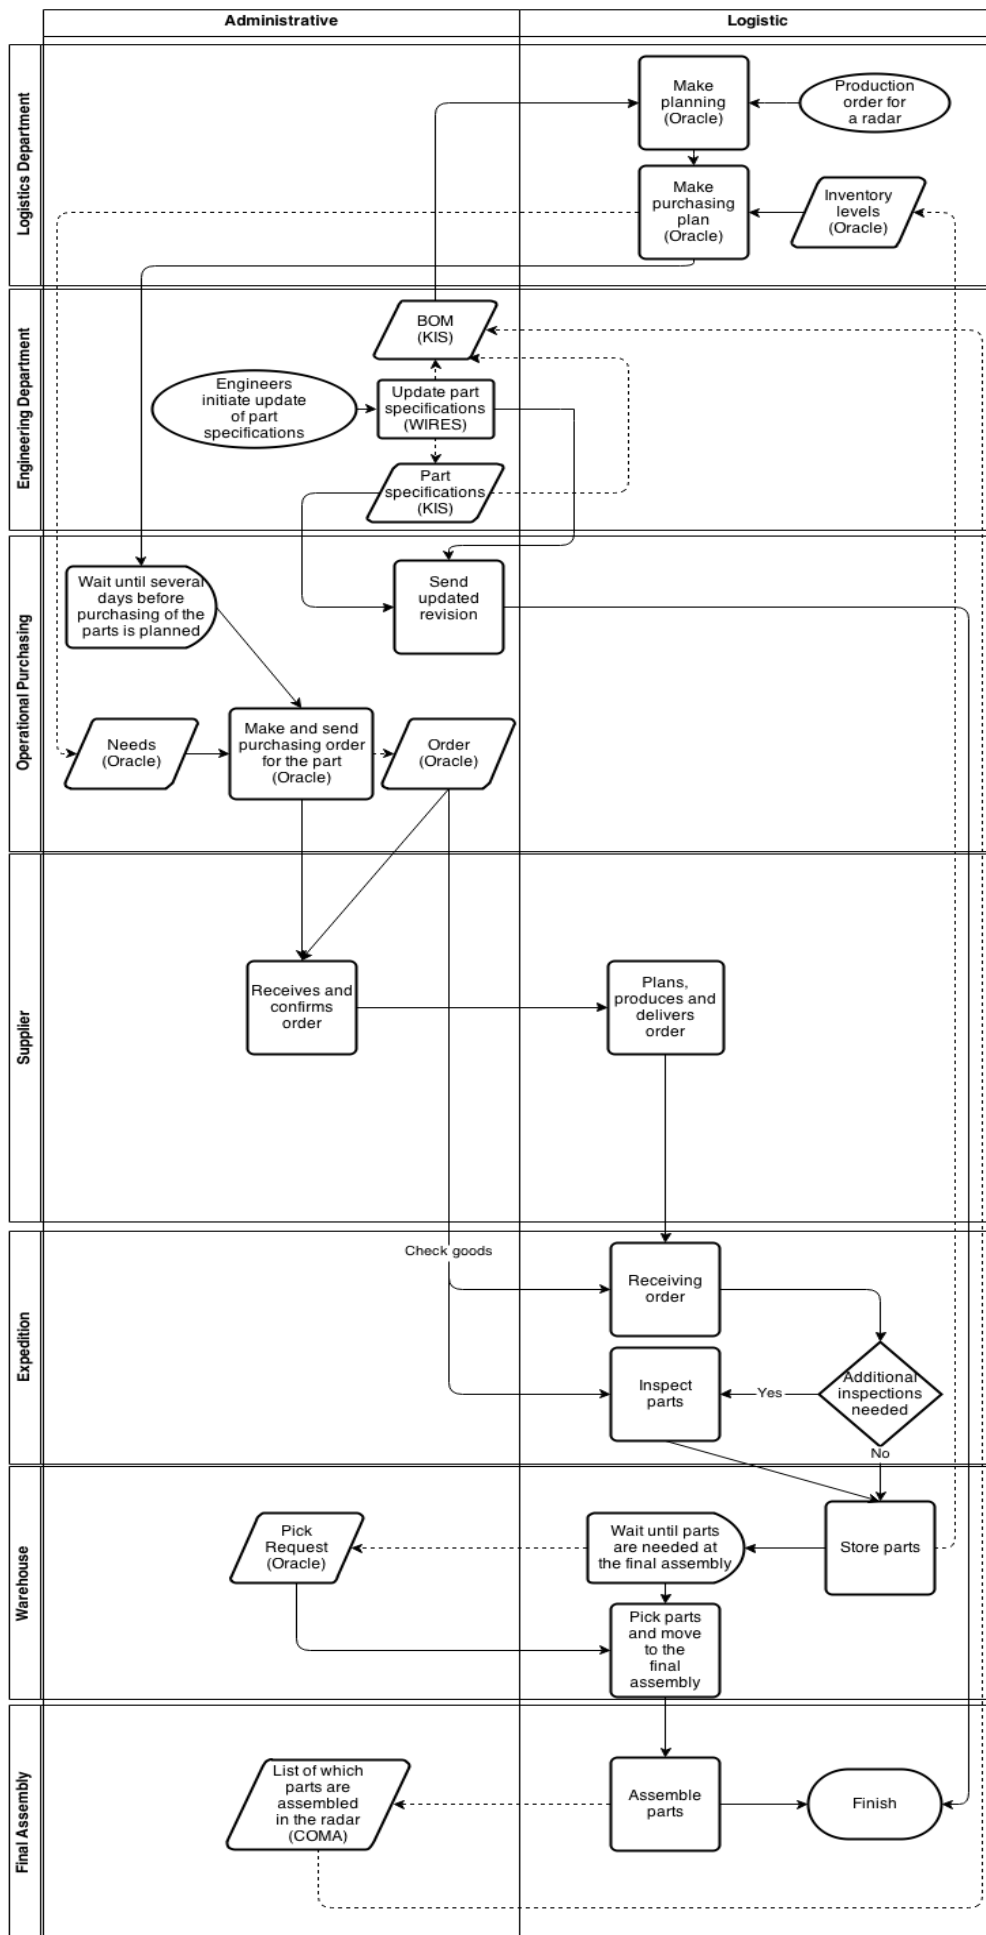 Administrative
Logistic
Logistics Department
Make
planning
(Oracle)
Production
order for
a radar
Make
purchasing
plan
(Oracle)
Inventory
levels
(Oracle)
Engineering Department
BOM
(KIS)
Engineers
initiate update
of part
specifications
Update part
specifications
(WIRES)
Part
specifications
(KIS)
Operational Purchasing
Wait until several
days before
purchasing of the
parts is planned
Send
updated
revision
Needs
(Oracle)
Make and send
purchasing order
for the part
(Oracle)
Order
(Oracle)
Supplier
Receives and
confirms
order
Plans,
produces and
delivers
order
Expedition
Check goods
Receiving
order
Inspect
parts
Yes
Additional
inspections
needed
No
Warehouse
Pick
Request
(Oracle)
Wait until parts
are needed at
the final assembly
Store parts
Pick parts
and move
to the
final
assembly
Final Assembly
List of which
parts are
assembled
in the radar
(COMA)
Assemble
parts
Finish